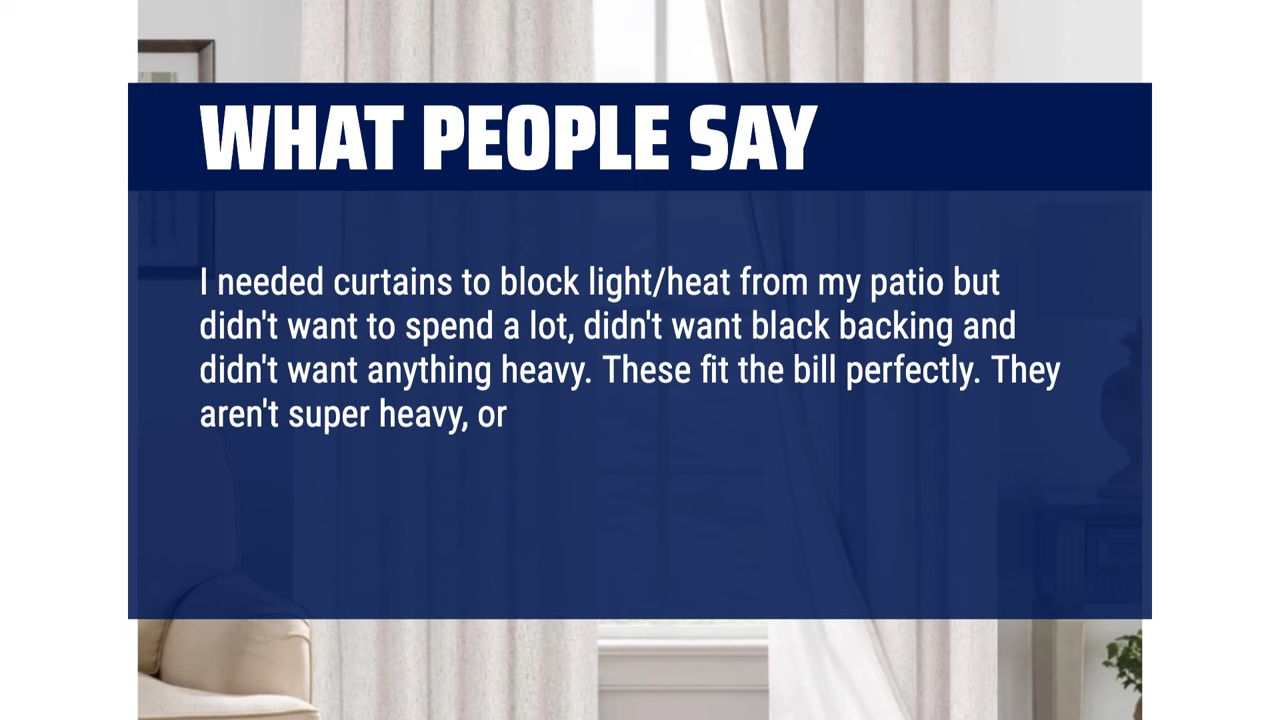 WHAT PEOPLE SAY
I needed curtains to block light/heat from my patio but
didn't want to spend a lot, didn't want black backing and
didn't want anything heavy. These fit the bill perfectly. They
aren't super heavy, or